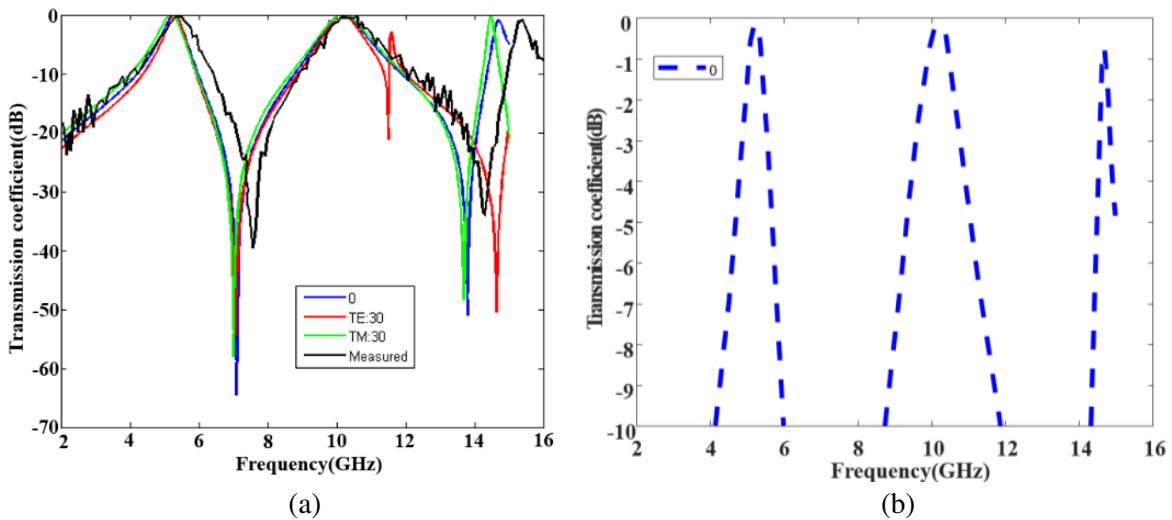 0
-10
-20
-30
-40
-50
-60
-70
Transmission coefficient(dB)
0
TE:30
TM:30
Measured
2 4 6 8 10 12 14 16
Frequency(GHz)
(a)
-0
-1
-2
-3
-4
-5
-6
-7
-8
-9
-10
Transmission coefficient(dB)
0
2 4 6 8 10 12 14 16
Frequency(GHz)
(b)